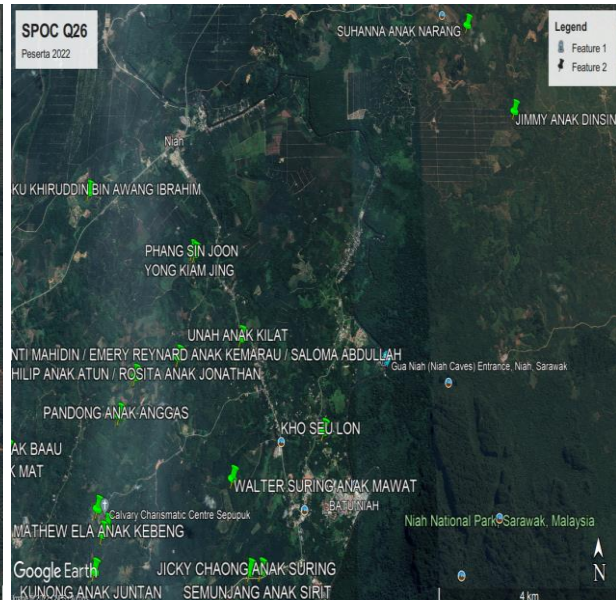 SPOC Q26
Peserta 2022
SUHANNA ANAK NARANG
Legend
Feature 1
Feature 2
JIMMY ANAK DINSIN
Niah
KU KHIRUDDIN BIN AWANG IBRAHIM
PHANG SIN JOON
YONG KIAM JING
UNAH ANAK KILAT
NTI MAHIDIN / EMERY REYNARD ANAK KEMARAU / SALOMA ABDULLAH
Gua Niah (Niah Caves) Entrance, Niah, Sarawak
HILIP ANAK ATUN / ROSITA ANAK JONATHAN
PANDONG ANAK ANGGAS
KHO SEU LON
AK BAAU
K MAT
WALTER SURING ANAK MAWAT
BATU NIAH
Calvary Charismatic Centre Sepupuk
Niah National Park, Sarawak, Malaysia
MATHEW ELA ANAK KEBENG
Google Earth
JICKY CHAONG ANAK SURING
KUNONG ANAK JUNTAN
SEMUNJANG ANAK SIRIT
N
4 km